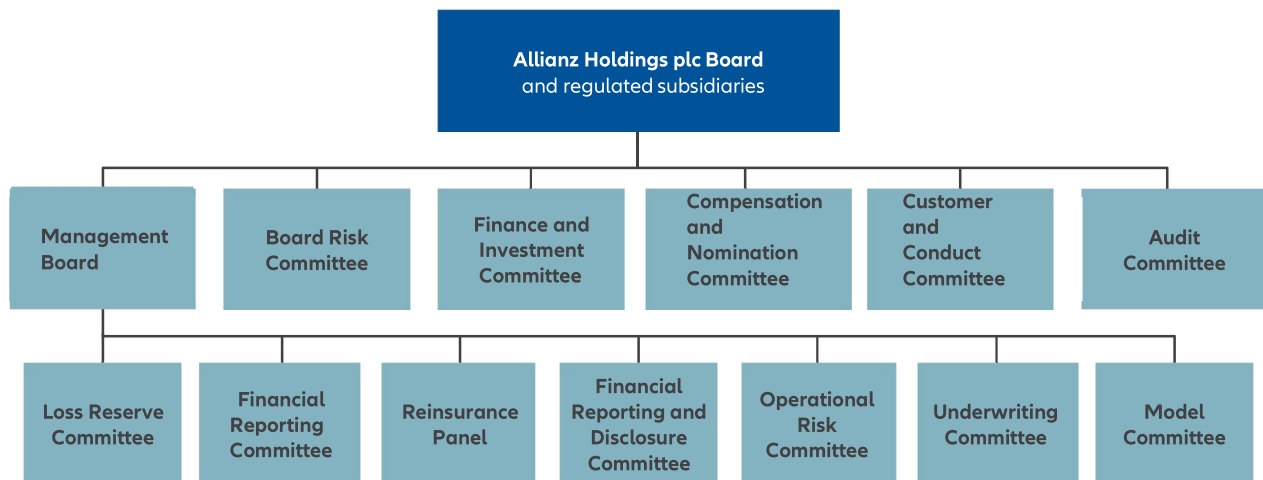 Allianz Holdings plc Board
and regulated subsidiaries
Management
Board
Board Risk
Committee
Finance and
Investment
Committee
Compensation
and
Nomination
Committee
Customer
and
Conduct
Committee
Audit
Committee
Loss Reserve
Committee
Financial
Reporting
Committee
Reinsurance
Panel
Financial
Reporting and
Disclosure
Committee
Operational
Risk
Committee
Underwriting
Committee
Model
Committee